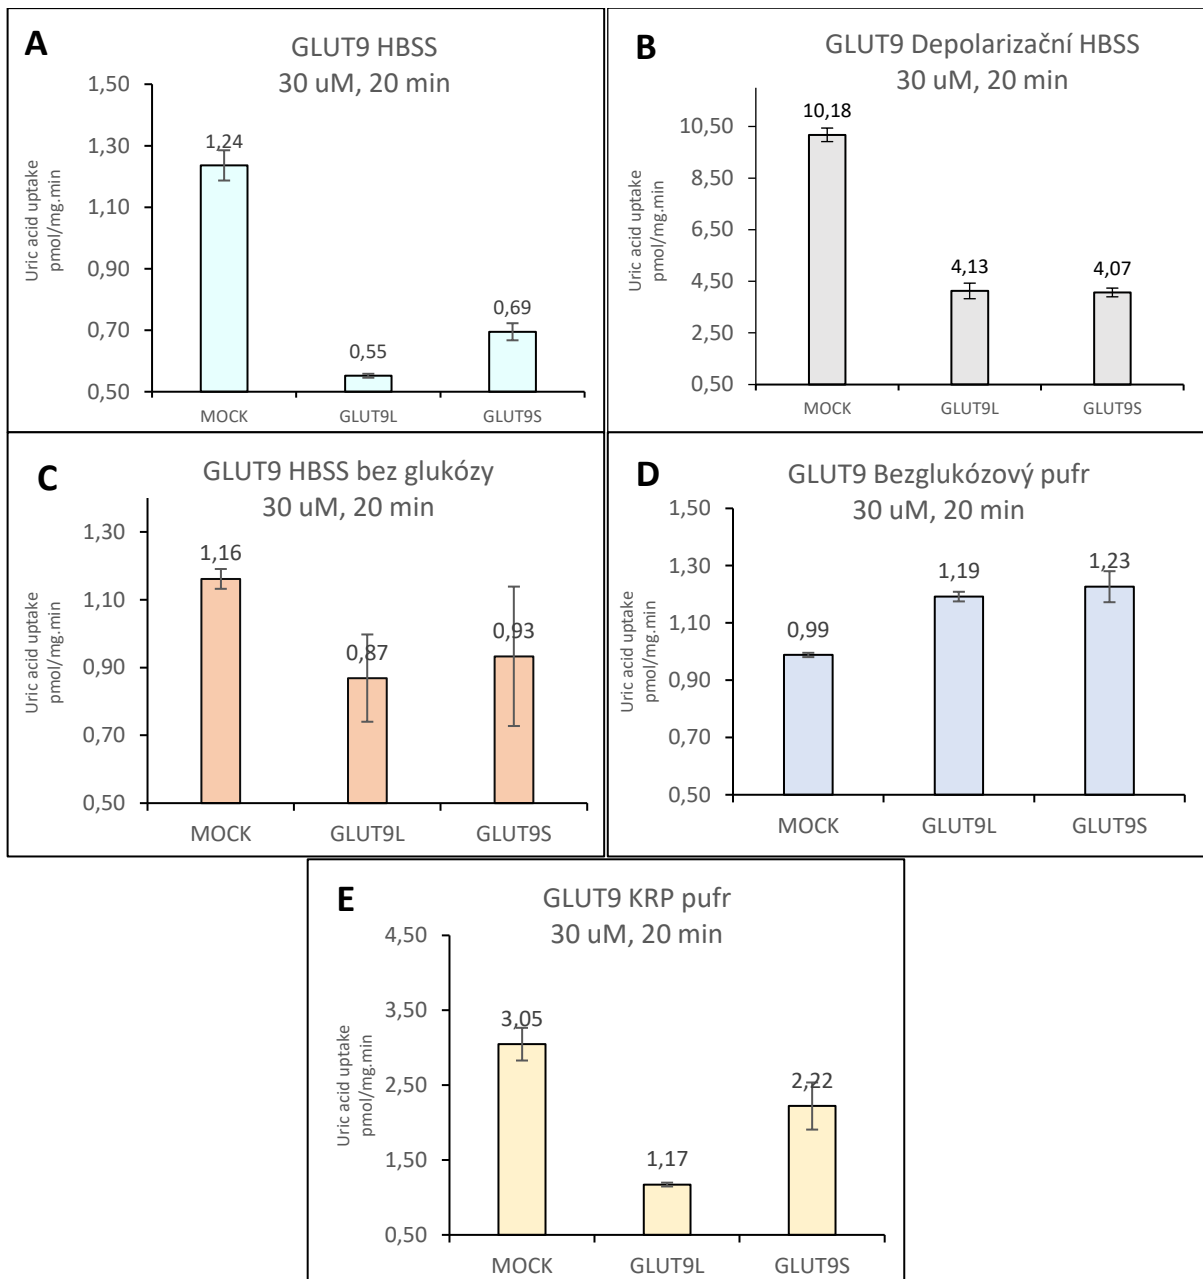 A
GLUT9 HBSS
30 uM, 20 min
Uric acid uptake
pmol/mg.min
1,50
1,30
1,10
0,90
0,70
0,50
1,24
0,55
0,69
MOCK
GLUT9L
GLUT9S
B
GLUT9 Depolarizační HBSS
30 uM, 20 min
Uric acid uptake
pmol/mg.min
10,50
8,50
6,50
4,50
2,50
0,50
10,18
4,13
4,07
MOCK
GLUT9L
GLUT9S
C
GLUT9 HBSS bez glukózy
30 uM, 20 min
Uric acid uptake
pmol/mg.min
1,30
1,10
0,90
0,70
0,50
1,16
0,87
0,93
MOCK
GLUT9L
GLUT9S
D
GLUT9 Bezglukózový pufr
30 uM, 20 min
Uric acid uptake
pmol/mg.min
1,50
1,30
1,10
0,90
0,70
0,50
0,99
1,19
1,23
MOCK
GLUT9L
GLUT9S
E
GLUT9 KRP pufr
30 uM, 20 min
Uric acid uptake
pmol/mg.min
4,50
3,50
2,50
1,50
0,50
3,05
1,17
2,22
MOCK
GLUT9L
GLUT9S